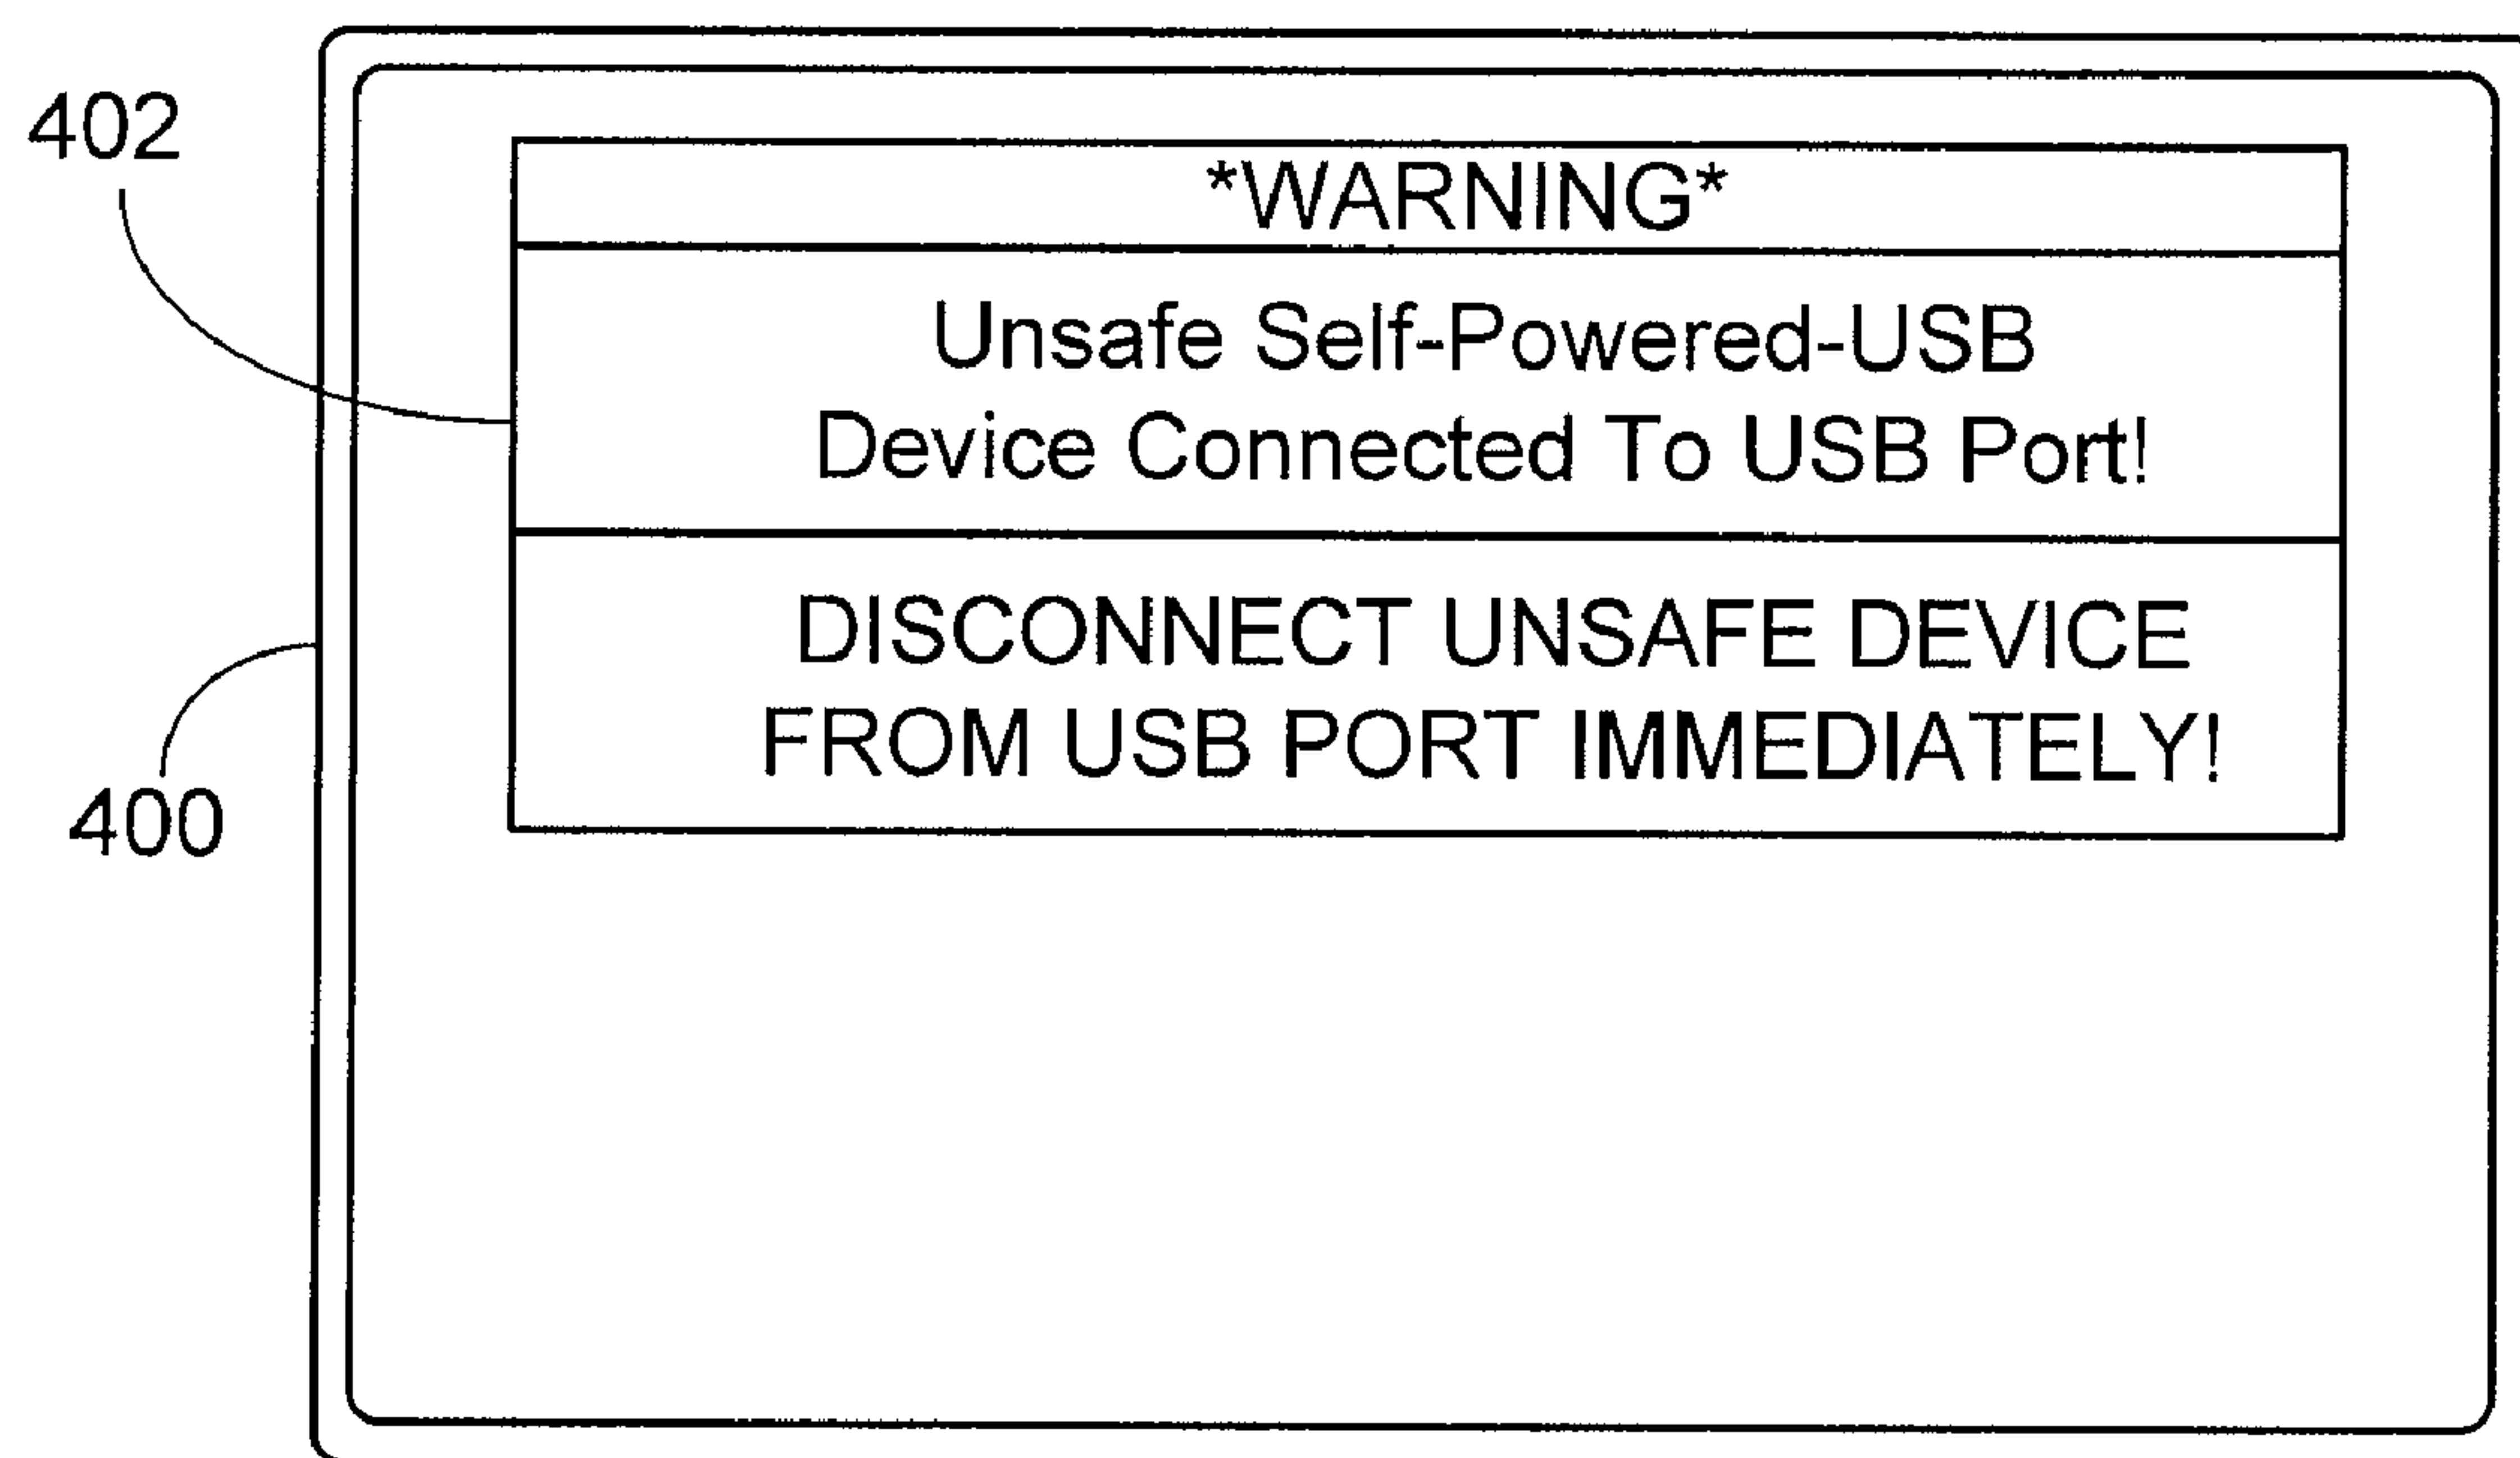 402
*WARNING*
Unsafe Self-Powered-USB
Device Connected To USB Port!
DISCONNECT UNSAFE DEVICE
FROM USB PORT IMMEDIATELY!
400